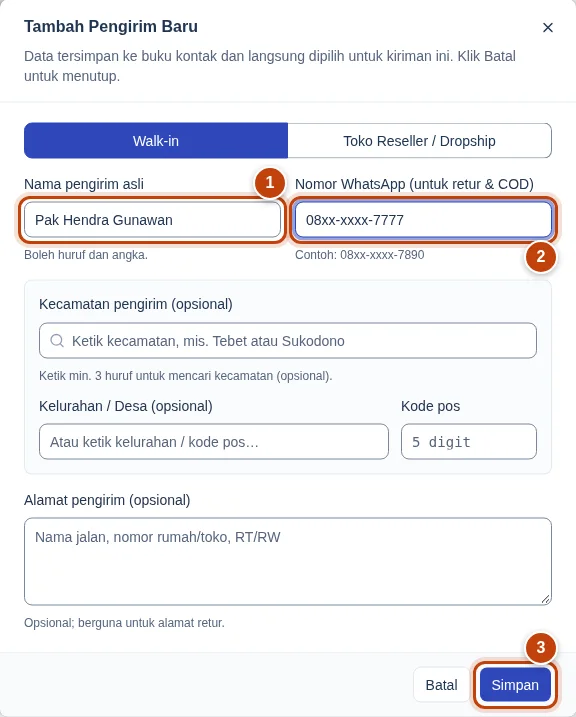 Tambah Pengirim Baru
Data tersimpan ke buku kontak dan langsung dipilih untuk kiriman ini. Klik Batal
untuk menutup.
Walk-in
Toko Reseller / Dropship
Nama pengirim asli
1
Nomor WhatsApp (untuk retur & COD)
Pak Hendra Gunawan
08xx-xxxx-7777
Boleh huruf dan angka.
Contoh: 08xx-xxxx-7890
2
Kecamatan pengirim (opsional)
Ketik kecamatan, mis. Tebet atau Sukodono
Ketik min. 3 huruf untuk mencari kecamatan (opsional).
Kelurahan / Desa (opsional)
Kode pos
Atau ketik kelurahan / kode pos…
5 digit
Alamat pengirim (opsional)
Nama jalan, nomor rumah/toko, RT/RW
Opsional; berguna untuk alamat retur.
3
Batal
Simpan